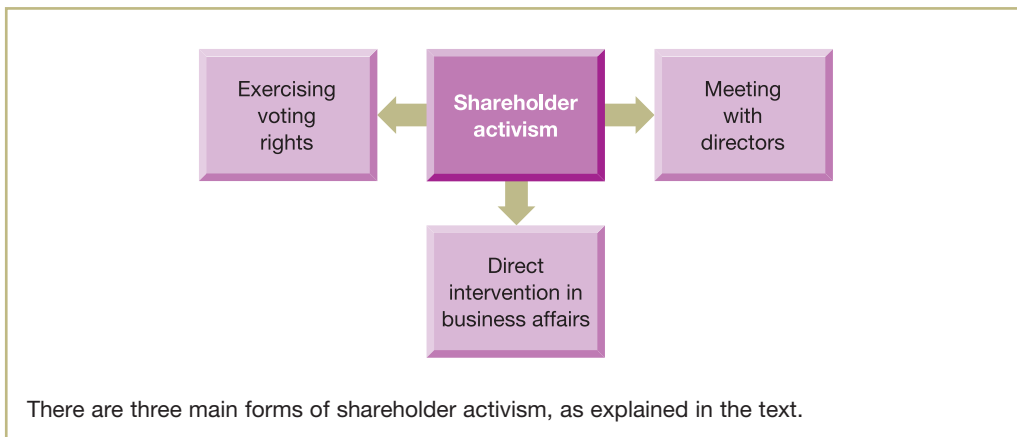 Exercising
voting
rights
Shareholder
activism
Meeting
with
directors
Direct
intervention in
business affairs
There are three main forms of shareholder activism, as explained in the text.